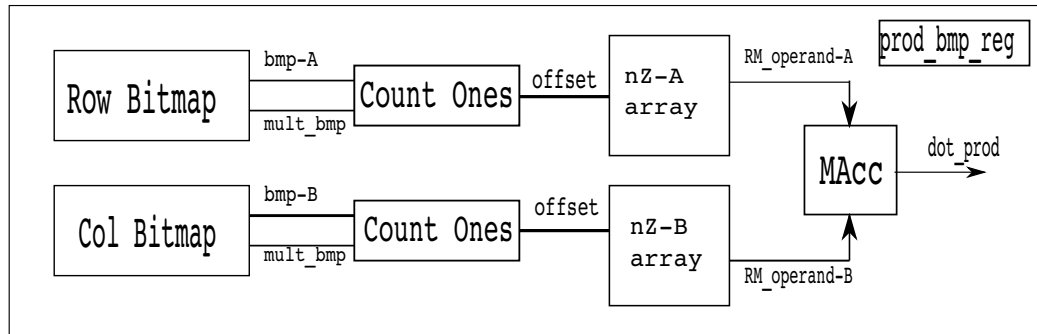 prod_bmp_reg
Row Bitmap
bmp-A
mult_bmp
Count Ones
offset
nZ-A
array
RM_operand-A
MAcc
dot_prod
Col Bitmap
bmp-B
mult_bmp
Count Ones
offset
nZ-B
array
RM_operand-B